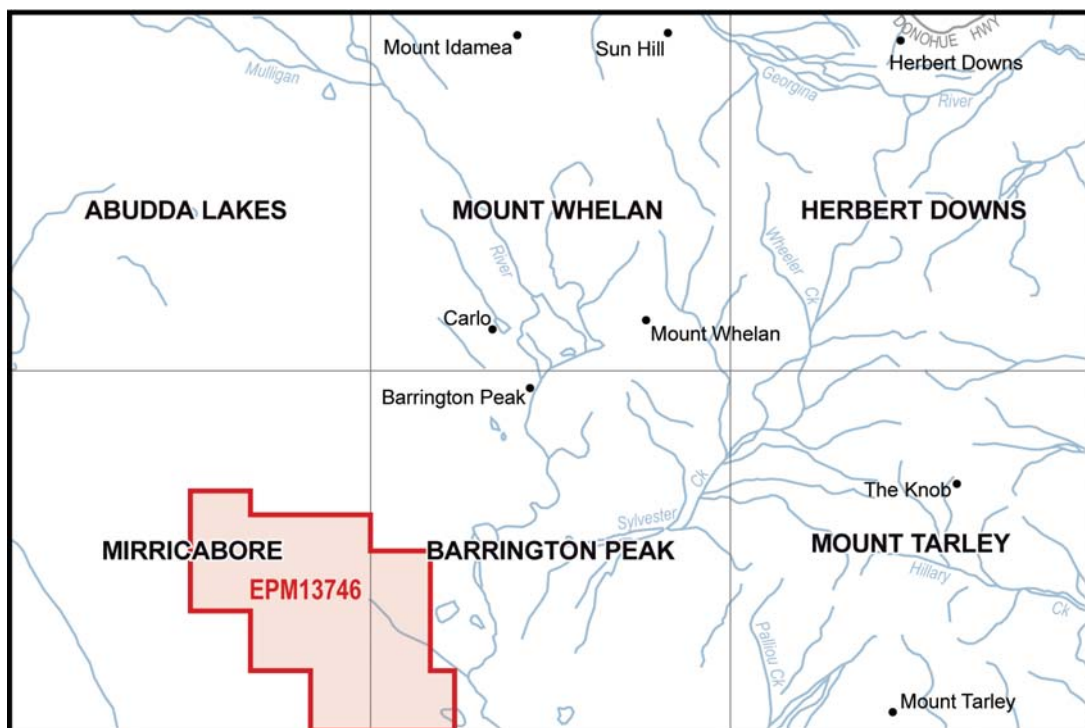 DONOHUE HWY
Mount Idamea
Sun Hill
Herbert Downs
Mulligan
Georgina
River
ABUDDA LAKES
MOUNT WHELAN
HERBERT DOWNS
River
Wheeler
Ck
Carlo
Mount Whelan
Barrington Peak
Ck
The Knob
Sylvester
MIRRICABORE
BARRINGTON PEAK
MOUNT TARLEY
EPM13746
Hillary
Ck
Palliou Ck
Mount Tarley